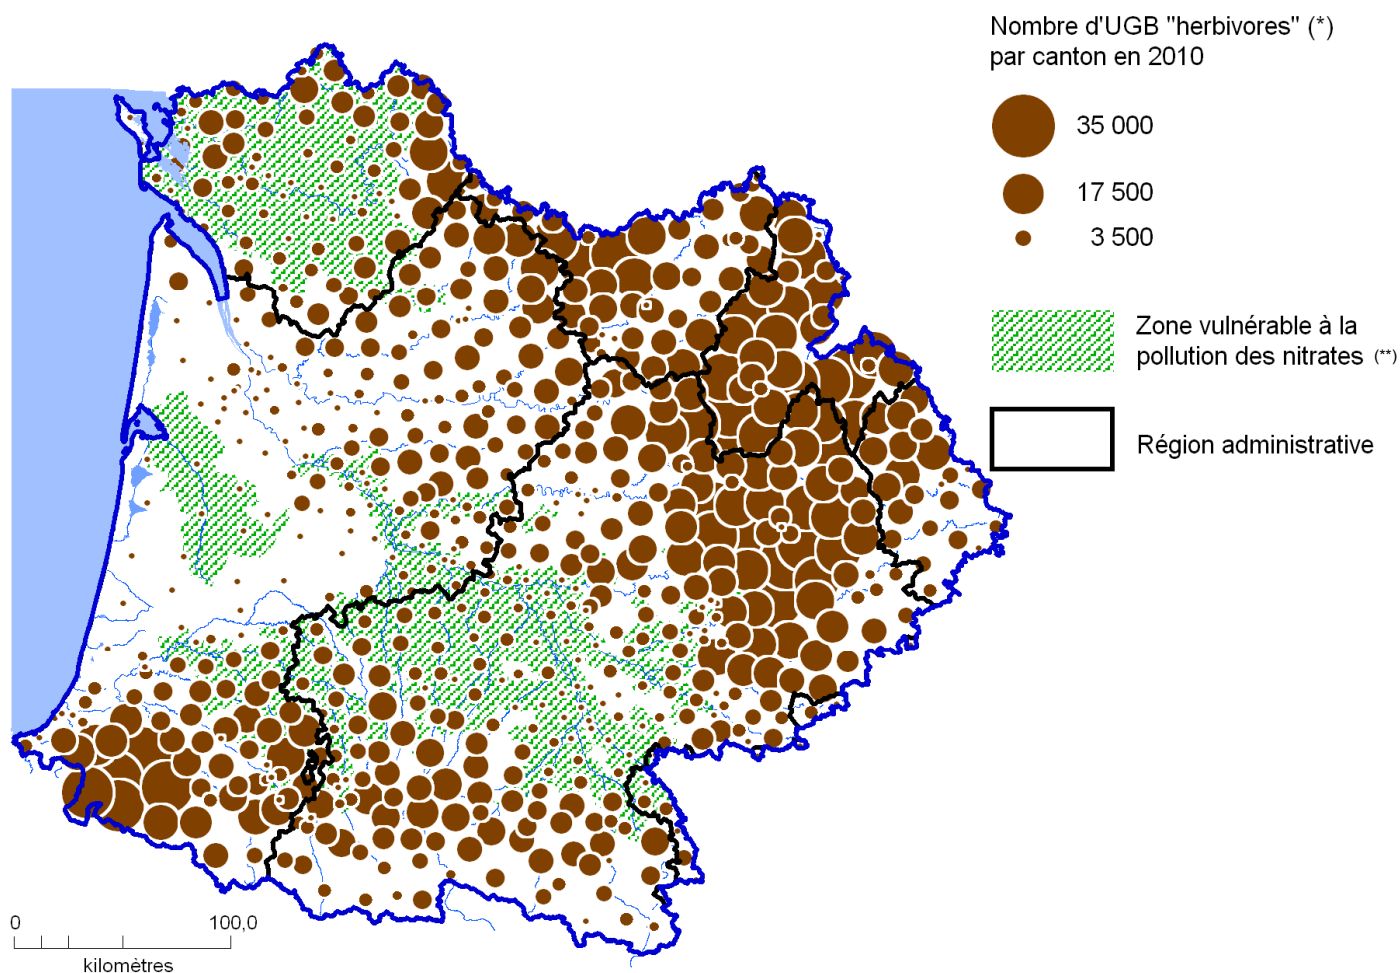 Nombre d'UGB "herbivores" (*)
par canton en 2010
35 000
17 500
3 500
Zone vulnérable à la
pollution des nitrates (**)
Région administrative
0 100,0
kilomètres